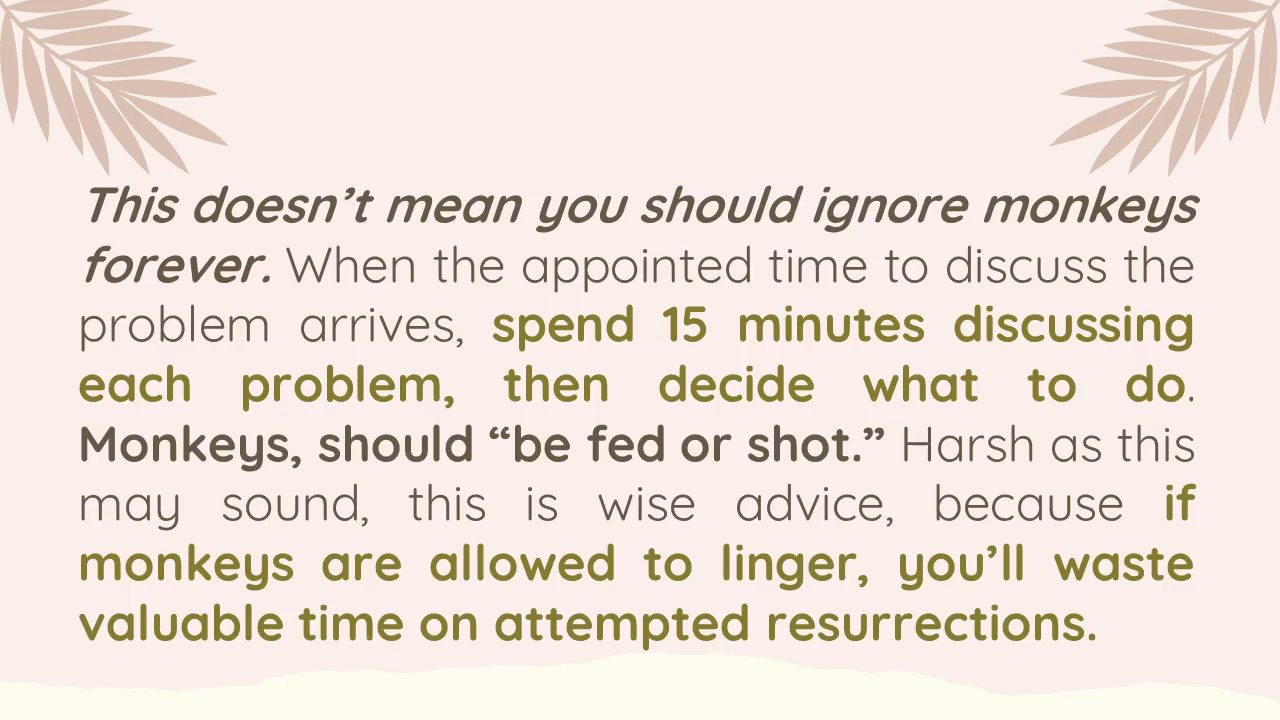 This doesn’t mean you should ignore monkeys
forever. When the appointed time to discuss the
problem arrives, spend 15 minutes discussing
each problem, then decide what to do.
Monkeys, should “be fed or shot.” Harsh as this
may sound, this is wise advice, because if
monkeys are allowed to linger, you’ll waste
valuable time on attempted resurrections.